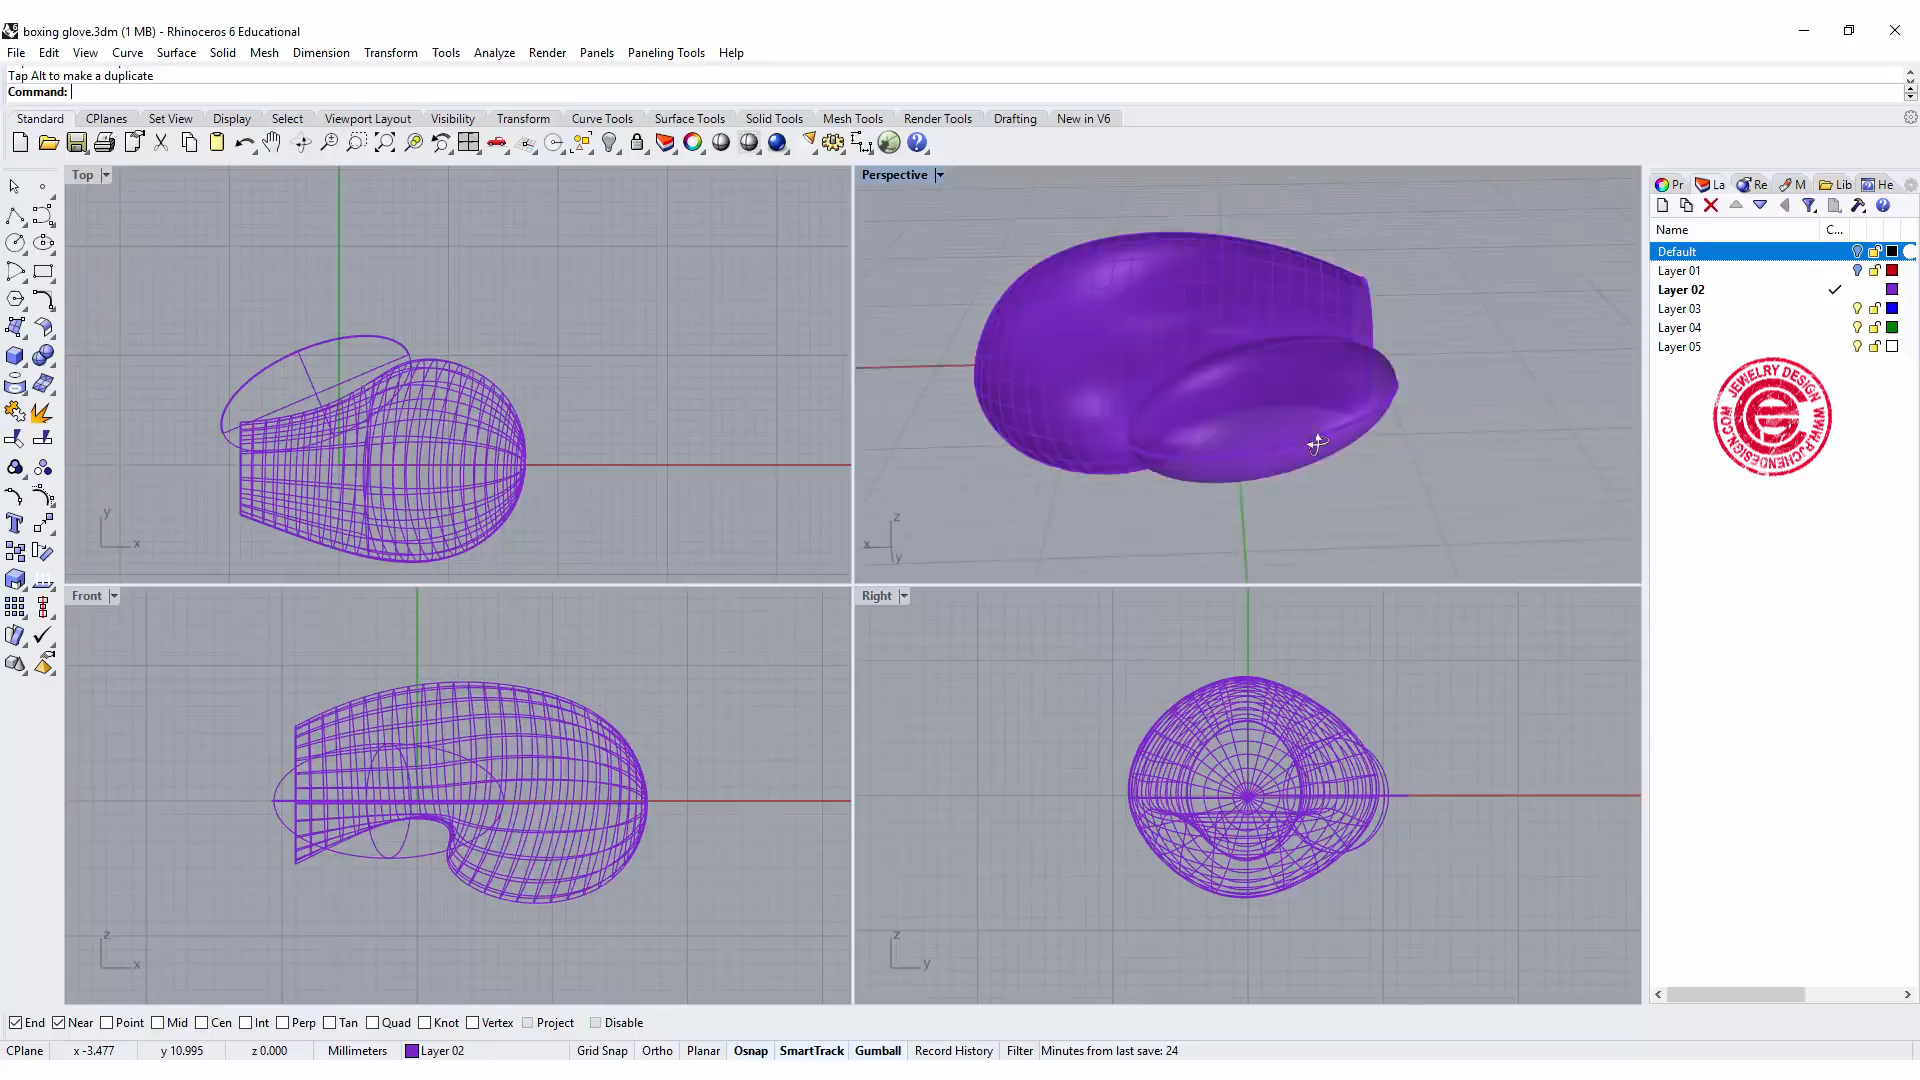 boxing glove.3dm (1 MB) - Rhinoceros 6 Educational
File Edit View Curve Surface Solid Mesh Dimension Transform Tools Analyze Render Panels Paneling Tools Help
Tap Alt to make a duplicate
Command:
Standard CPlanes Set View Display Select Viewport Layout Visibility Transform Curve Tools Surface Tools Solid Tools Mesh Tools Render Tools Drafting New in V6
Top
Perspective
Pr La Re M Lib He
Name C...
Default
Layer 01
Layer 02
Layer 03
Layer 04
Layer 05
JEWELRY DESIGN
WWW.PJCHENDESIGN.COM
y
x
z
x
y
Front
Right
z
x
z
y
End Near Point Mid Cen Int Perp Tan Quad Knot Vertex Project Disable
CPlane x -3.477 y 10.995 z 0.000 Millimeters Layer 02 Grid Snap Ortho Planar Osnap SmartTrack Gumball Record History Filter Minutes from last save: 24